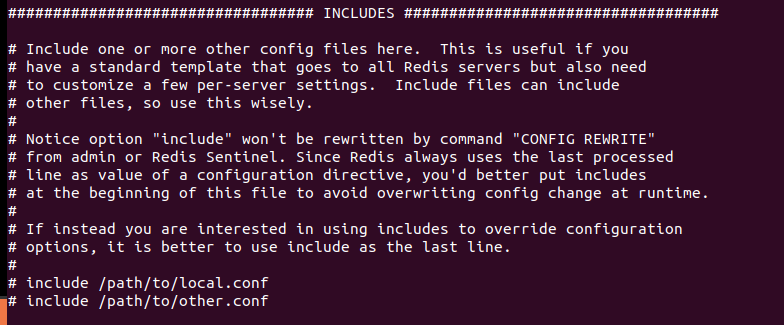 ################################## INCLUDES ###################################
# Include one or more other config files here.  This is useful if you
# have a standard template that goes to all Redis servers but also need
# to customize a few per-server settings.  Include files can include
# other files, so use this wisely.
#
# Notice option "include" won't be rewritten by command "CONFIG REWRITE"
# from admin or Redis Sentinel. Since Redis always uses the last processed
# line as value of a configuration directive, you'd better put includes
# at the beginning of this file to avoid overwriting config change at runtime.
#
# If instead you are interested in using includes to override configuration
# options, it is better to use include as the last line.
#
# include /path/to/local.conf
# include /path/to/other.conf